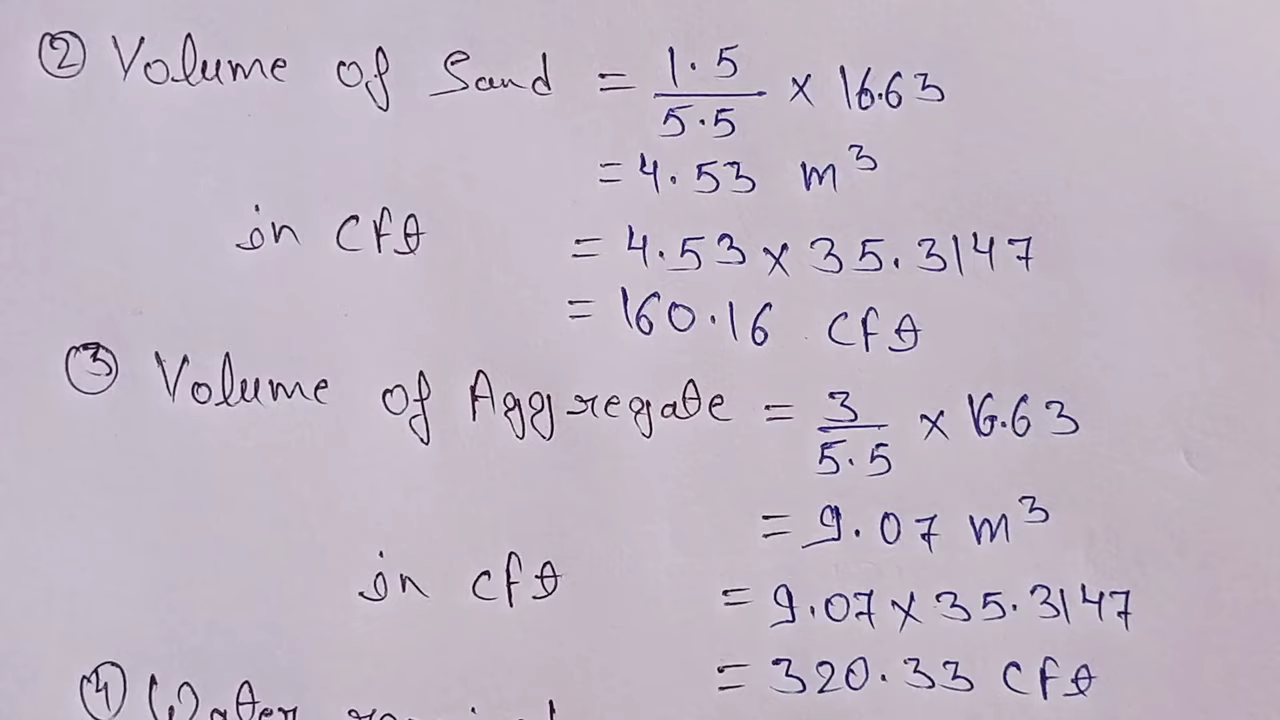 ② Volume of Sand = 1.5/5.5 × 16.63
= 4.53 m³
in cft = 4.53 × 35.3147
= 160.16 cft
③ Volume of Aggregate = 3/5.5 × 16.63
= 9.07 m³
in cft = 9.07 × 35.3147
= 320.33 cft
④ Water